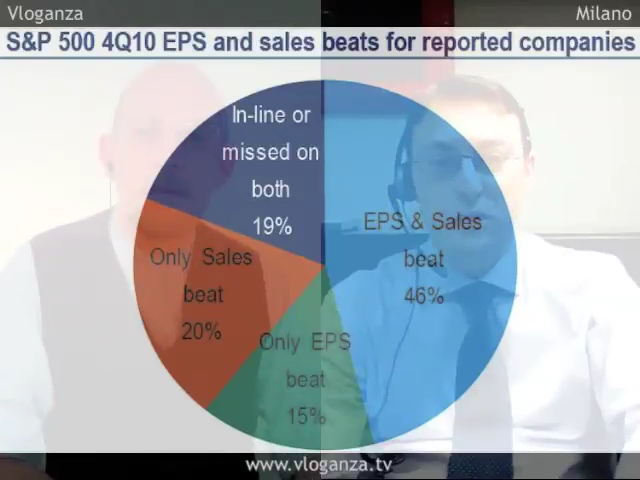 Vloganza
Milano
S&P 500 4Q10 EPS and sales beats for reported companies
In-line or
missed on
both
19%
EPS & Sales
beat
46%
Only Sales
beat
20%
Only EPS
beat
15%
www.vloganza.tv